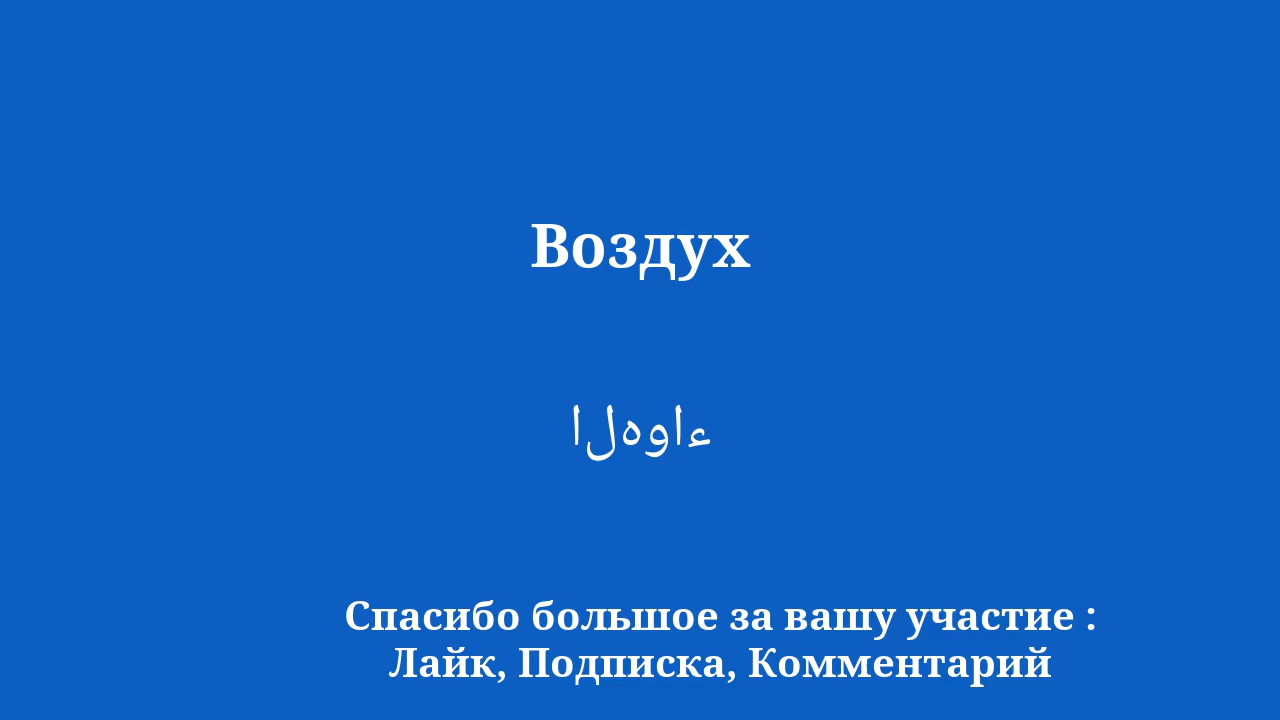 Воздух
الهواء
Спасибо большое за вашу участие :
Лайк, Подписка, Комментарий